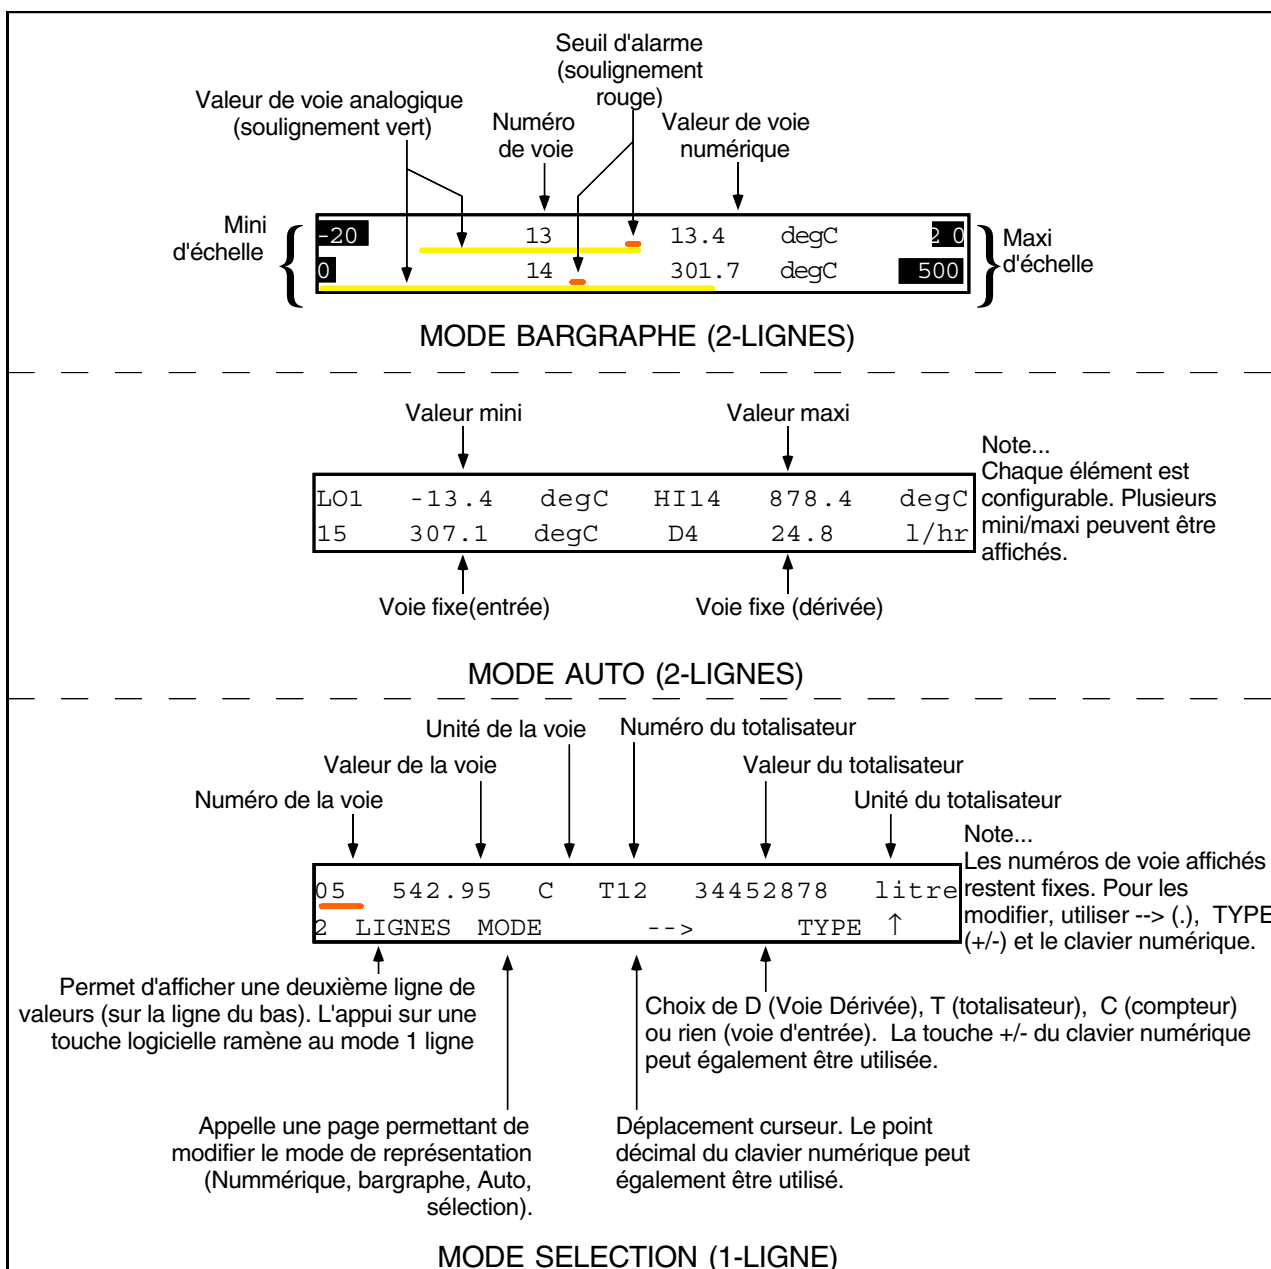 Seuil d'alarme
(soulignement
rouge)
Valeur de voie analogique
(soulignement vert)
Numéro
de voie
Valeur de voie
numérique
Mini
d'échelle
-20 13 13.4 degC 2 0
0 14 301.7 degC 500
Maxi
d'échelle
MODE BARGRAPHE (2-LIGNES)
Valeur mini
Valeur maxi
LO1 -13.4 degC HI14 878.4 degC
15 307.1 degC D4 24.8 l/hr
Note...
Chaque élément est
configurable. Plusieurs
mini/maxi peuvent être
affichés.
Voie fixe(entrée)
Voie fixe (dérivée)
MODE AUTO (2-LIGNES)
Unité de la voie
Numéro du totalisateur
Valeur de la voie
Valeur du totalisateur
Numéro de la voie
Unité du totalisateur
05 542.95 C T12 34452878 litre
2 LIGNES MODE --> TYPE ↑
Note...
Les numéros de voie affichés
restent fixes. Pour les
modifier, utiliser --> (.), TYPE
(+/-) et le clavier numérique.
Permet d'afficher une deuxième ligne de
valeurs (sur la ligne du bas). L'appui sur une
touche logicielle ramène au mode 1 ligne
Choix de D (Voie Dérivée), T (totalisateur), C (compteur)
ou rien (voie d'entrée). La touche +/- du clavier numérique
peut également être utilisée.
Appelle une page permettant de
modifier le mode de représentation
(Nummérique, bargraphe, Auto,
sélection).
Déplacement curseur. Le point
décimal du clavier numérique peut
également être utilisé.
MODE SELECTION (1-LIGNE)